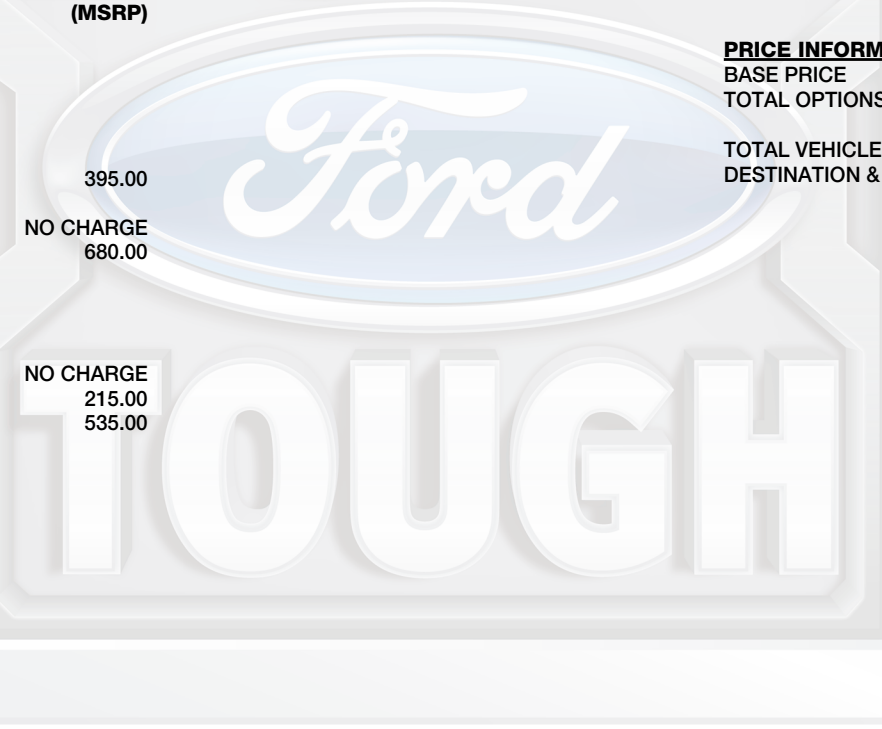 (MSRP)
395.00
NO CHARGE
680.00
NO CHARGE
215.00
535.00
PRICE INFORM
BASE PRICE
TOTAL OPTIONS
TOTAL VEHICLE
DESTINATION &
Ford
TOUGH